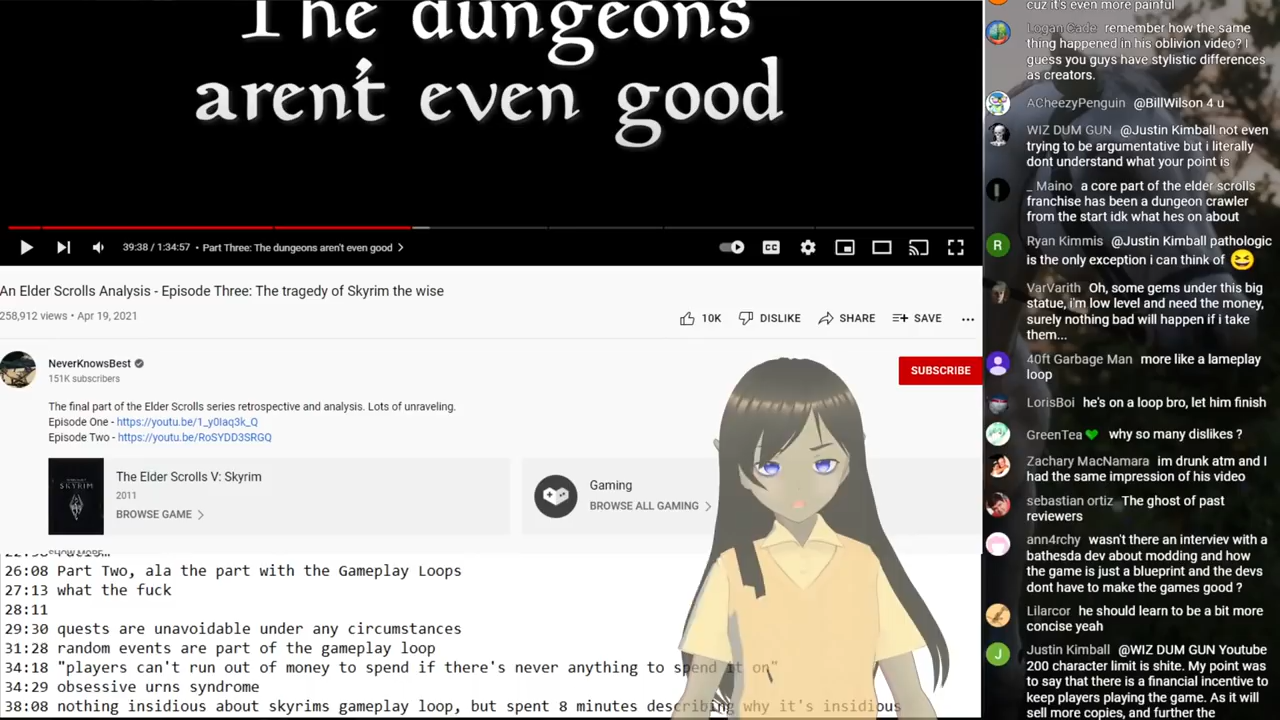 The dungeons
aren't even good
39:38 / 1:34:57 • Part Three: The dungeons aren't even good
CC
An Elder Scrolls Analysis - Episode Three: The tragedy of Skyrim the wise
258,912 views • Apr 19, 2021
10K
DISLIKE
SHARE
SAVE
NeverKnowsBest
151K subscribers
SUBSCRIBE
The final part of the Elder Scrolls series retrospective and analysis. Lots of unraveling.
Episode One - https://youtu.be/1_y0Iaq3k_Q
Episode Two - https://youtu.be/RoSYDD3SRGQ
SKYRIM
The Elder Scrolls V: Skyrim
2011
BROWSE GAME
Gaming
BROWSE ALL GAMING
26:08 Part Two, ala the part with the Gameplay Loops
27:13 what the fuck
28:11
29:30 quests are unavoidable under any circumstances
31:28 random events are part of the gameplay loop
34:18 "players can't run out of money to spend if there's never anything to spend it on"
34:29 obsessive urns syndrome
38:08 nothing insidious about skyrims gameplay loop, but spent 8 minutes describing why it's insidious
cuz it's even more painful
Logan Cade remember how the same
thing happened in his oblivion video? I
guess you guys have stylistic differences
as creators.
ACheezyPenguin @BillWilson 4 u
WIZ DUM GUN @Justin Kimball not even
trying to be argumentative but i literally
dont understand what your point is
_ Maino a core part of the elder scrolls
franchise has been a dungeon crawler
from the start idk what hes on about
R
Ryan Kimmis @Justin Kimball pathologic
is the only exception i can think of
VarVarith Oh, some gems under this big
statue, i'm low level and need the money,
surely nothing bad will happen if i take
them...
40ft Garbage Man more like a lameplay
loop
LorisBoi he's on a loop bro, let him finish
GreenTea why so many dislikes ?
Zachary MacNamara im drunk atm and I
had the same impression of his video
sebastian ortiz The ghost of past
reviewers
ann4rchy wasn't there an interview with a
bathesda dev about modding and how
the game is just a blueprint and the devs
dont have to make the games good ?
Lilarcor he should learn to be a bit more
concise yeah
J
Justin Kimball @WIZ DUM GUN Youtube
200 character limit is shite. My point was
to say that there is a financial incentive to
keep players playing the game. As it will
sell more copies, and further the